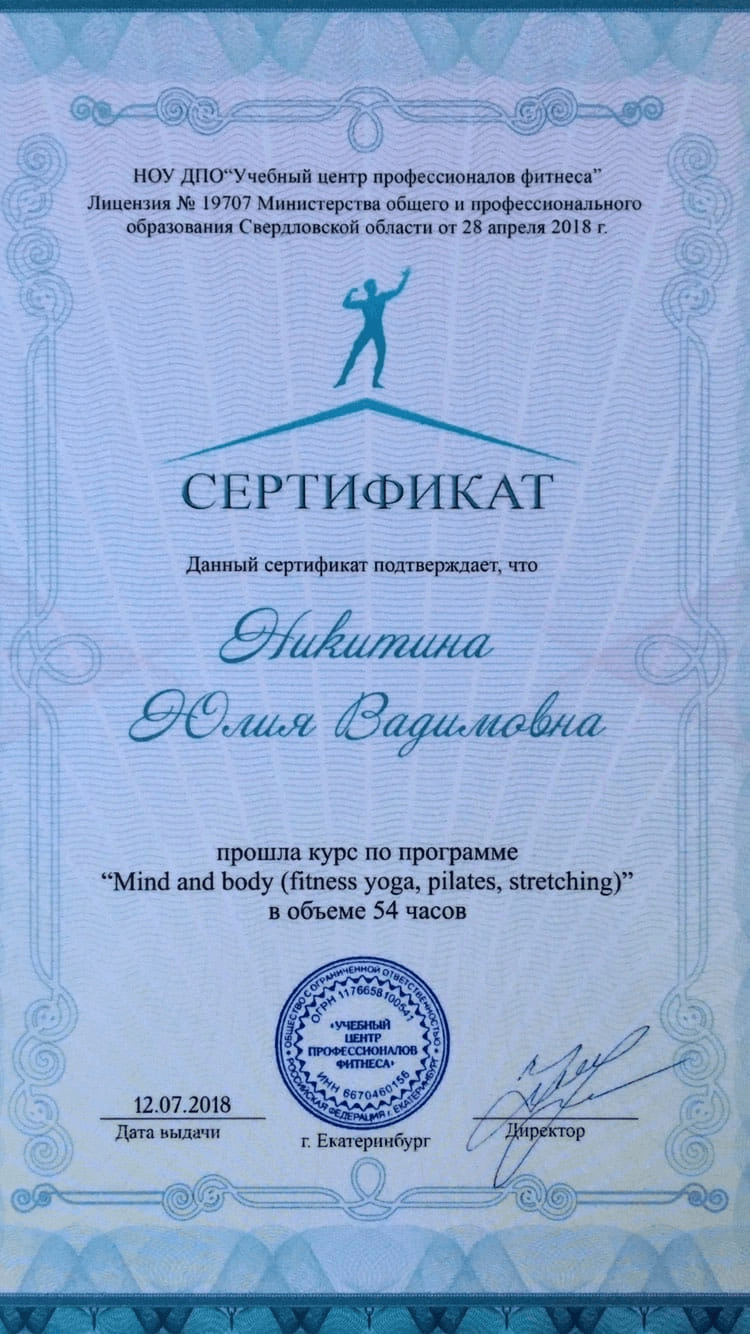 НОУ ДПО“Учебный центр профессионалов фитнеса”
Лицензия № 19707 Министерства общего и профессионального
образования Свердловской области от 28 апреля 2018 г.
СЕРТИФИКАТ
Данный сертификат подтверждает, что
Никитина
Юлия Вадимовна
прошла курс по программе
“Mind and body (fitness yoga, pilates, stretching)”
в объеме 54 часов
ОБЩЕСТВО С ОГРАНИЧЕННОЙ ОТВЕТСТВЕННОСТЬЮ
ОГРН 1176658100541
«УЧЕБНЫЙ
ЦЕНТР
ПРОФЕССИОНАЛОВ
ФИТНЕСА»
ИНН 6670460156
РОССИЙСКАЯ ФЕДЕРАЦИЯ г. ЕКАТЕРИНБУРГ
12.07.2018
Дата выдачи
г. Екатеринбург
Директор